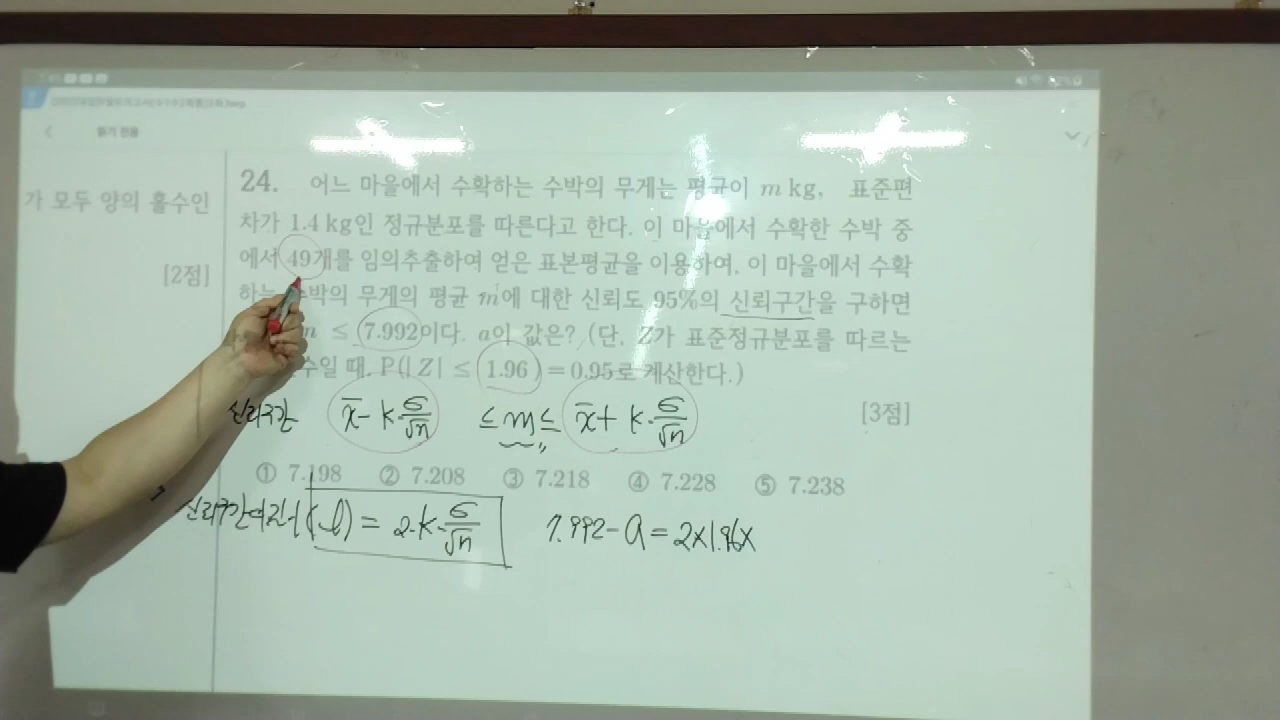 읽기 전용
가 모두 양의 홀수인
[2점]
24. 어느 마을에서 수확하는 수박의 무게는 평균이 m kg, 표준편
차가 1.4 kg인 정규분포를 따른다고 한다. 이 마을에서 수확한 수박 중
에서 49개를 임의추출하여 얻은 표본평균을 이용하여, 이 마을에서 수확
하는 수박의 무게의 평균 m에 대한 신뢰도 95%의 신뢰구간을 구하면
≤ 7.992이다. a의 값은? (단, Z가 표준정규분포를 따르는
수일 때, P(|Z| ≤ 1.96)=0.95로 계산한다.)
[3점]
신뢰구간 x̄ - k·σ/√n ≤ m ≤ x̄ + k·σ/√n
① 7.198 ② 7.208 ③ 7.218 ④ 7.228 ⑤ 7.238
신뢰구간의 길이 (l) = 2·k·σ/√n 7.992-a=2×1.96×